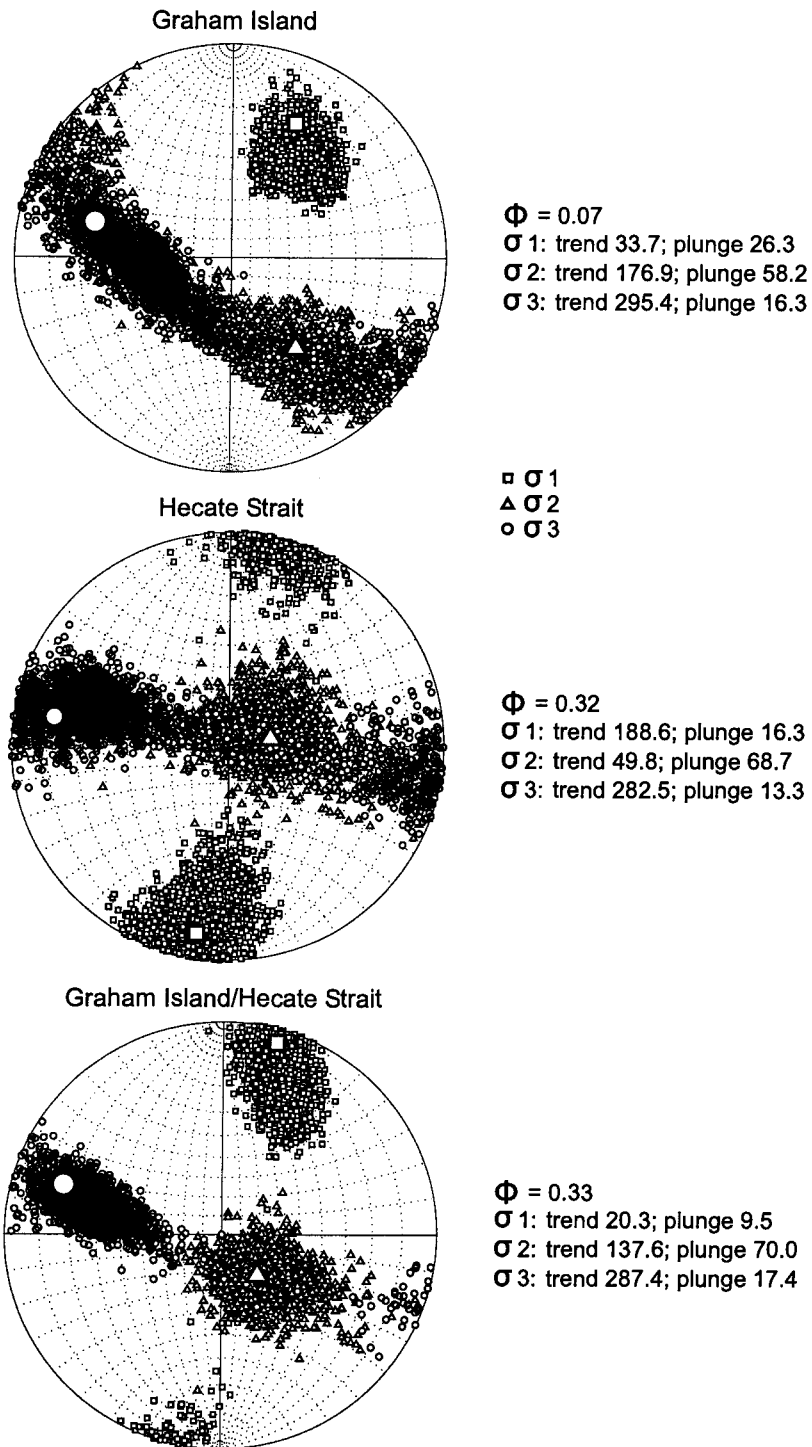 Graham Island
Φ = 0.07
σ 1: trend 33.7; plunge 26.3
σ 2: trend 176.9; plunge 58.2
σ 3: trend 295.4; plunge 16.3
σ 1
σ 2
σ 3
Hecate Strait
Φ = 0.32
σ 1: trend 188.6; plunge 16.3
σ 2: trend 49.8; plunge 68.7
σ 3: trend 282.5; plunge 13.3
Graham Island/Hecate Strait
Φ = 0.33
σ 1: trend 20.3; plunge 9.5
σ 2: trend 137.6; plunge 70.0
σ 3: trend 287.4; plunge 17.4